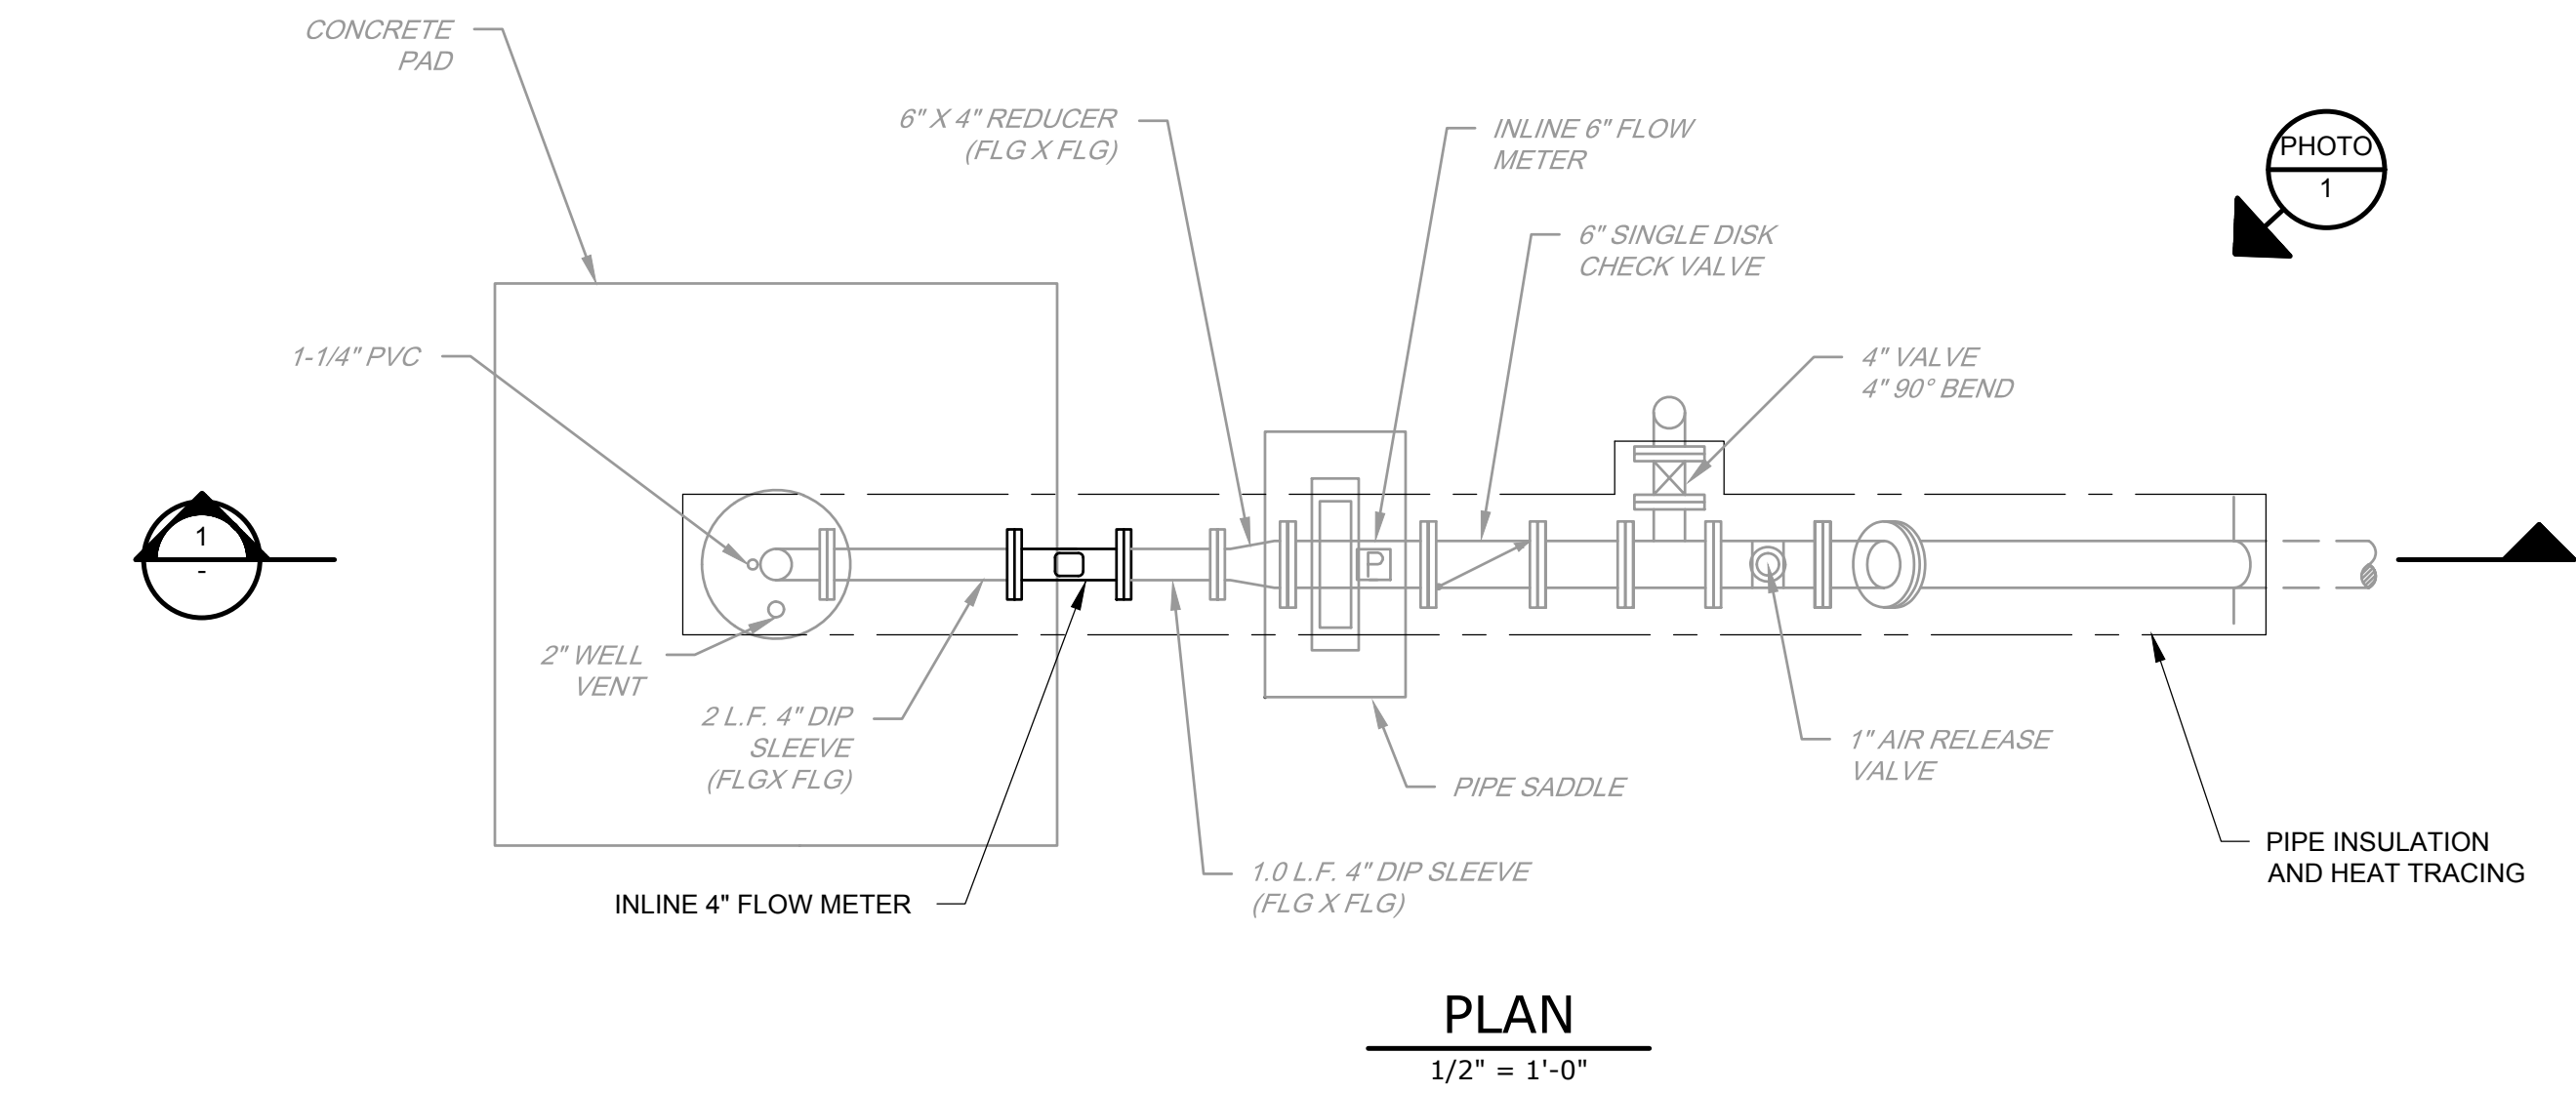 CONCRETE
PAD
6" X 4" REDUCER
(FLG X FLG)
INLINE 6" FLOW
METER
PHOTO
1
6" SINGLE DISK
CHECK VALVE
1-1/4" PVC
4" VALVE
4" 90° BEND
1
-
P
2" WELL
VENT
2 L.F. 4" DIP
SLEEVE
(FLGX FLG)
1" AIR RELEASE
VALVE
PIPE SADDLE
PIPE INSULATION
AND HEAT TRACING
1.0 L.F. 4" DIP SLEEVE
(FLG X FLG)
INLINE 4" FLOW METER
PLAN
1/2" = 1'-0"